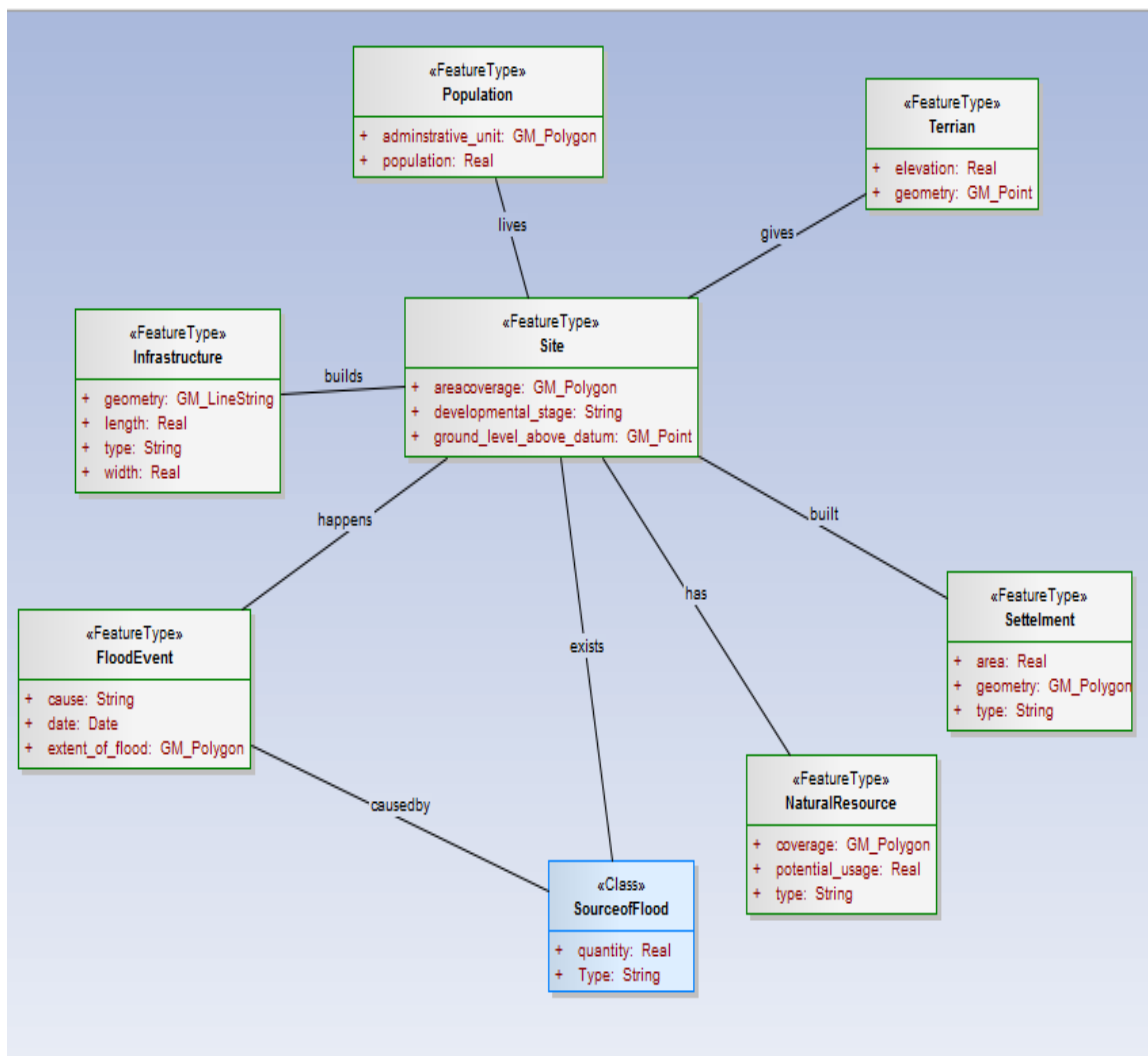 «FeatureType»
Population
+ adminstrative_unit: GM_Polygon
+ population: Real
«FeatureType»
Terrian
+ elevation: Real
+ geometry: GM_Point
lives
gives
«FeatureType»
Infrastructure
+ geometry: GM_LineString
+ length: Real
+ type: String
+ width: Real
builds
«FeatureType»
Site
+ areacoverage: GM_Polygon
+ developmental_stage: String
+ ground_level_above_datum: GM_Point
happens
built
has
exists
«FeatureType»
FloodEvent
+ cause: String
+ date: Date
+ extent_of_flood: GM_Polygon
«FeatureType»
Settelment
+ area: Real
+ geometry: GM_Polygon
+ type: String
causedby
«FeatureType»
NaturalResource
+ coverage: GM_Polygon
+ potential_usage: Real
+ type: String
«Class»
SourceofFlood
+ quantity: Real
+ Type: String